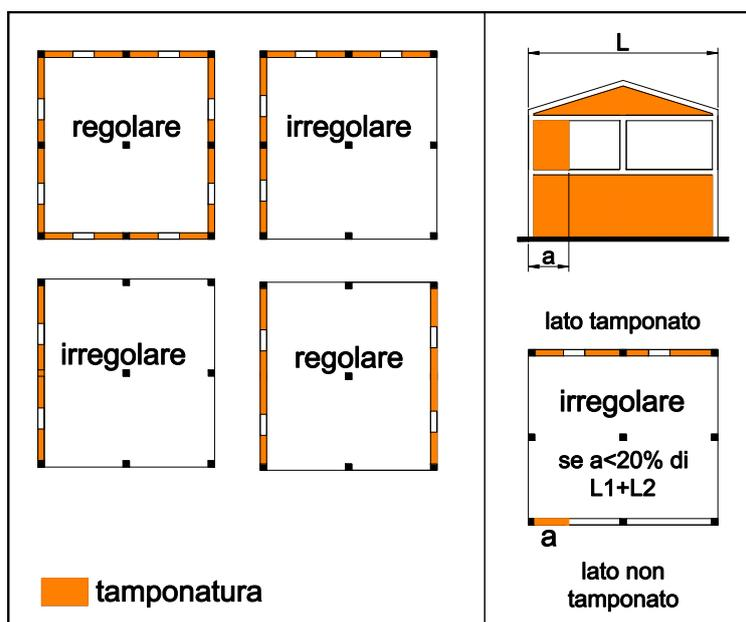 regolare
irregolare
irregolare
regolare
tamponatura
L
a
lato tamponato
irregolare
se a<20% di
L1+L2
a
lato non
tamponato